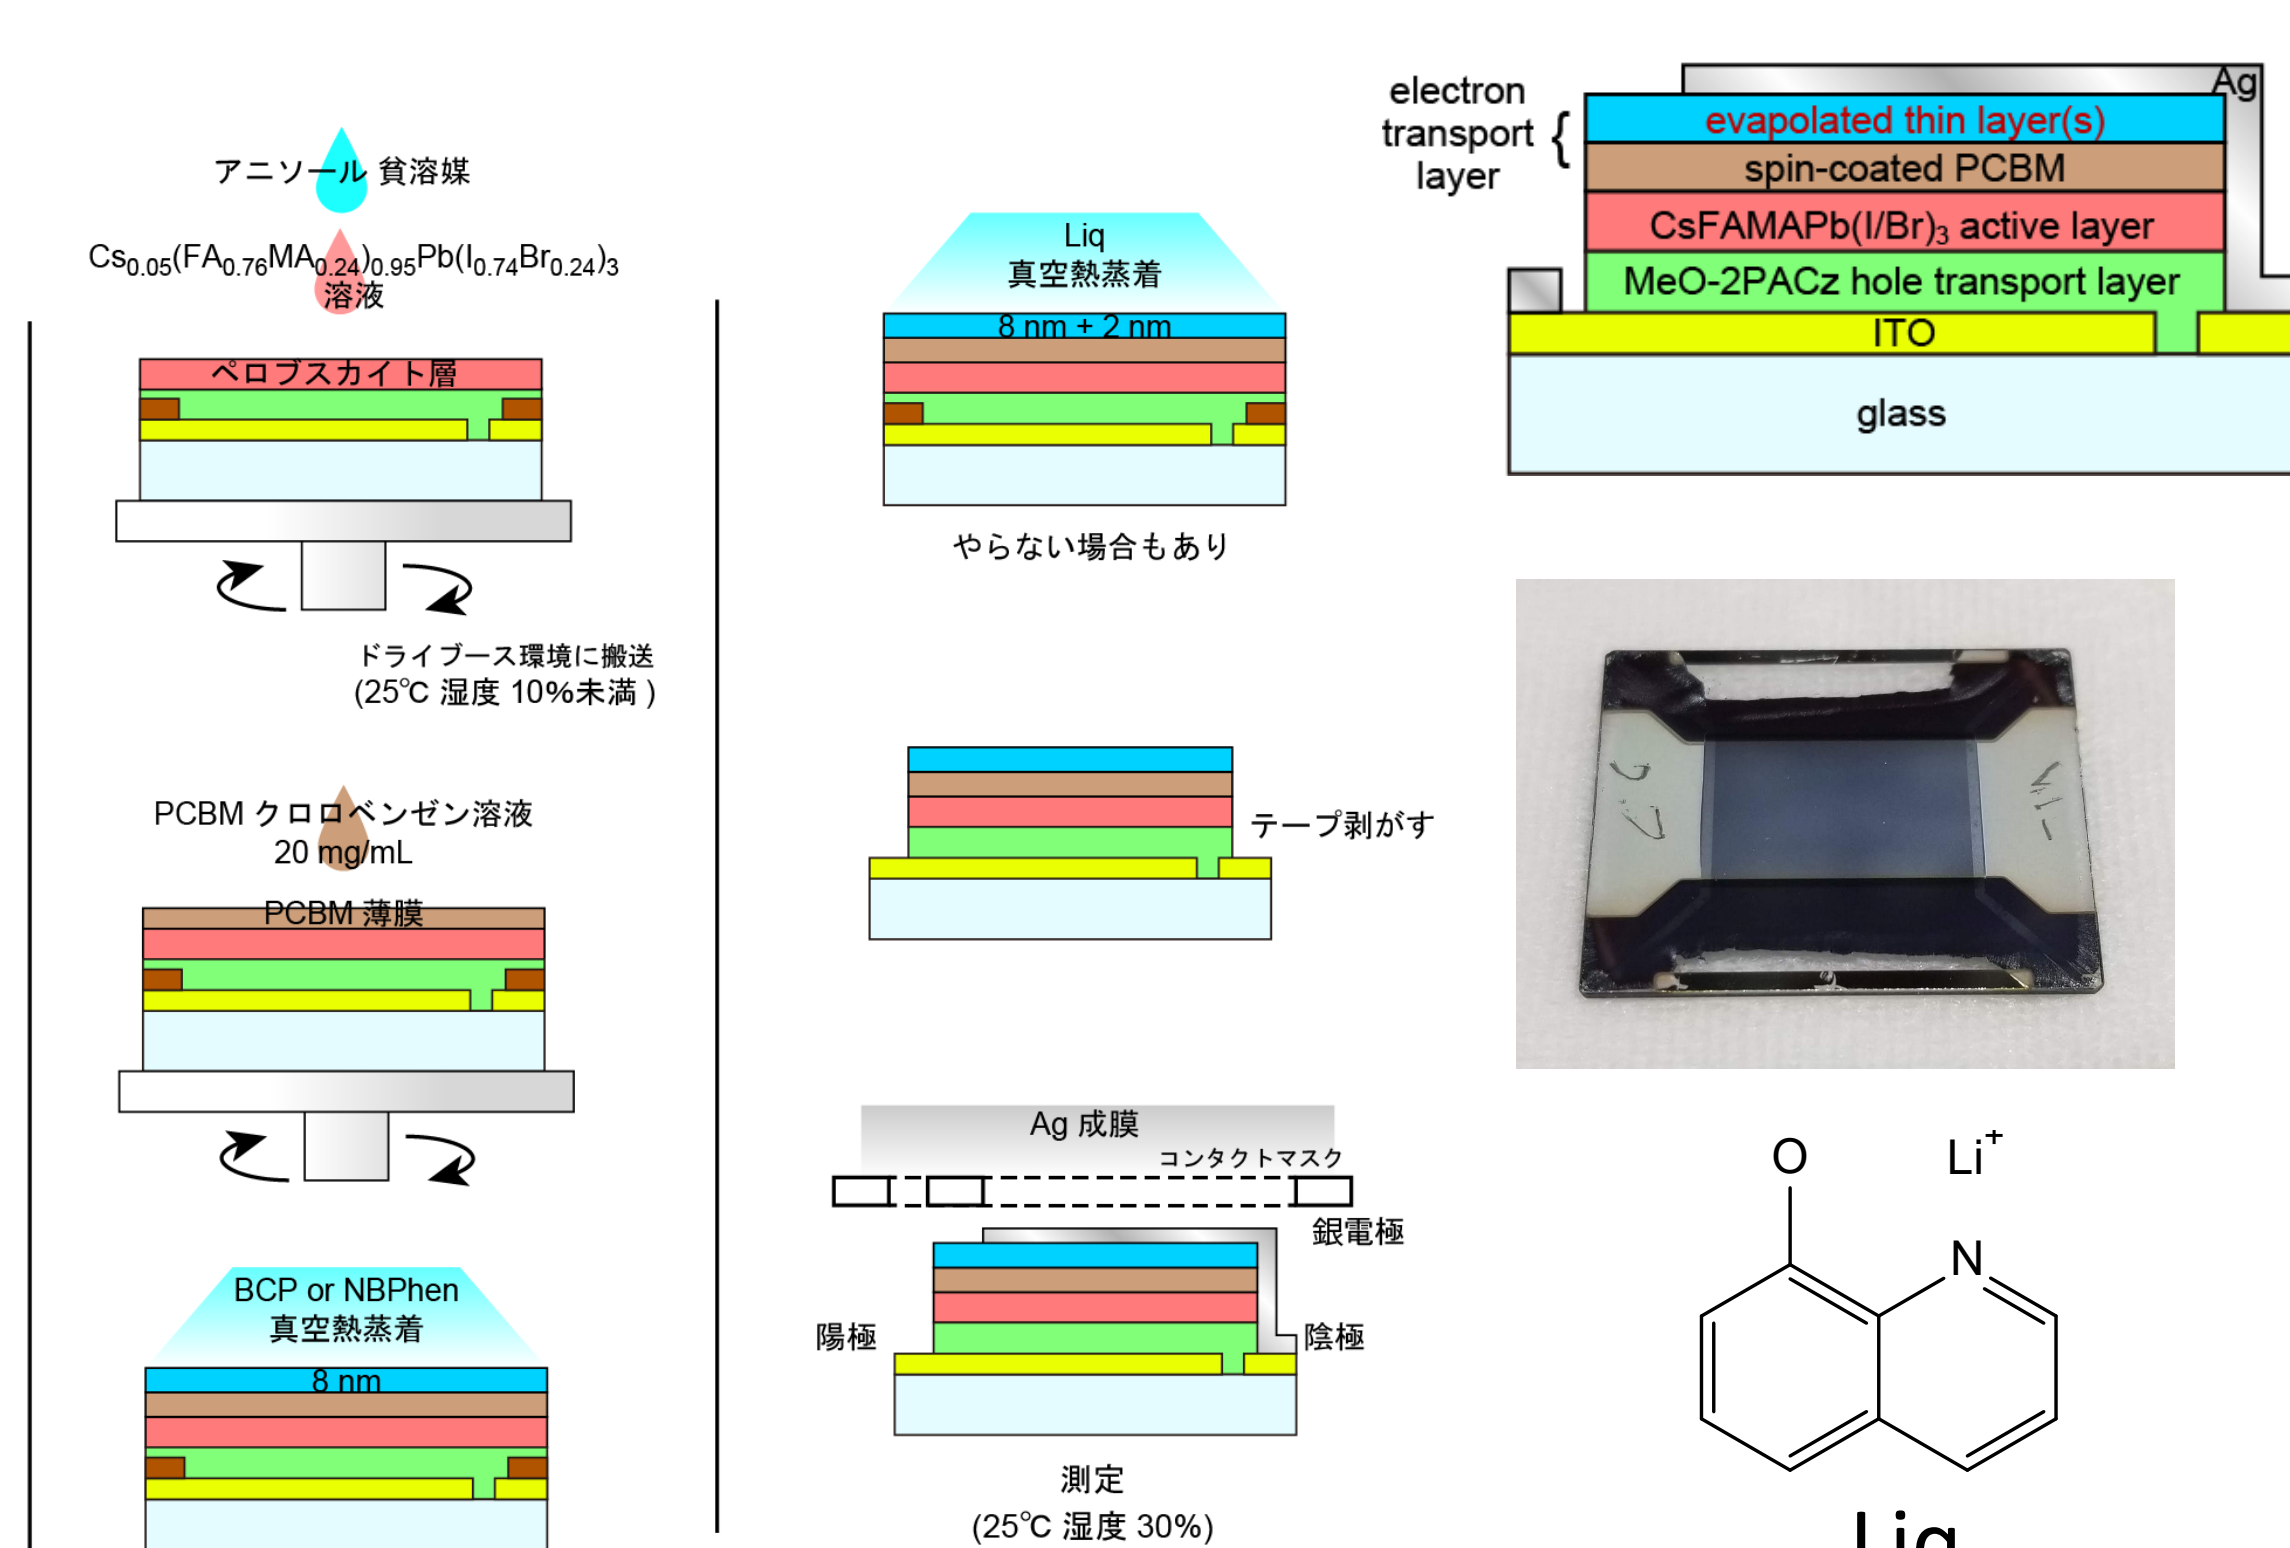 アニソール 貧溶媒
Cs0.05(FA0.76MA0.24)0.95Pb(I0.74Br0.24)3
溶液
ペロブスカイト層
ドライブース環境に搬送
(25℃ 湿度 10%未満 )
PCBM クロロベンゼン溶液
20 mg/mL
PCBM 薄膜
BCP or NBPhen
真空熱蒸着
8 nm
Liq
真空熱蒸着
8 nm + 2 nm
やらない場合もあり
テープ剥がす
Ag 成膜
コンタクトマスク
銀電極
陽極
陰極
測定
(25℃ 湿度 30%)
electron
transport
layer
{
Ag
evapolated thin layer(s)
spin-coated PCBM
CsFAMAPb(I/Br)3 active layer
MeO-2PACz hole transport layer
ITO
glass
O
Li+
N
Liq